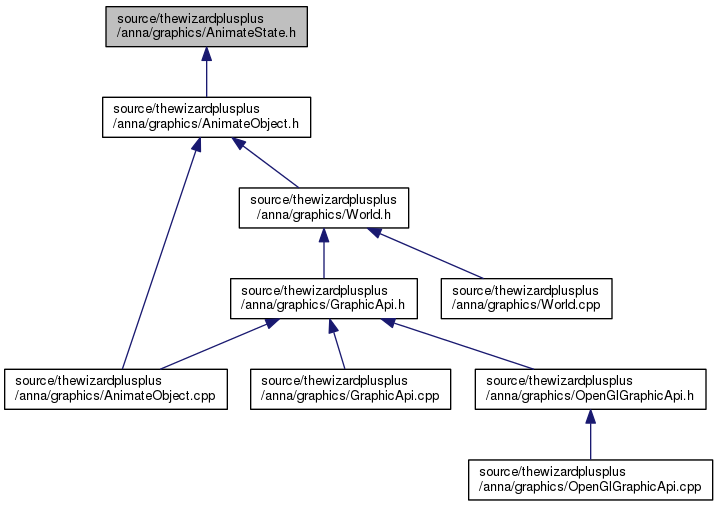 source/thewizardplusplus
/anna/graphics/AnimateState.h
source/thewizardplusplus
/anna/graphics/AnimateObject.h
source/thewizardplusplus
/anna/graphics/World.h
source/thewizardplusplus
/anna/graphics/GraphicApi.h
source/thewizardplusplus
/anna/graphics/World.cpp
source/thewizardplusplus
/anna/graphics/AnimateObject.cpp
source/thewizardplusplus
/anna/graphics/GraphicApi.cpp
source/thewizardplusplus
/anna/graphics/OpenGlGraphicApi.h
source/thewizardplusplus
/anna/graphics/OpenGlGraphicApi.cpp